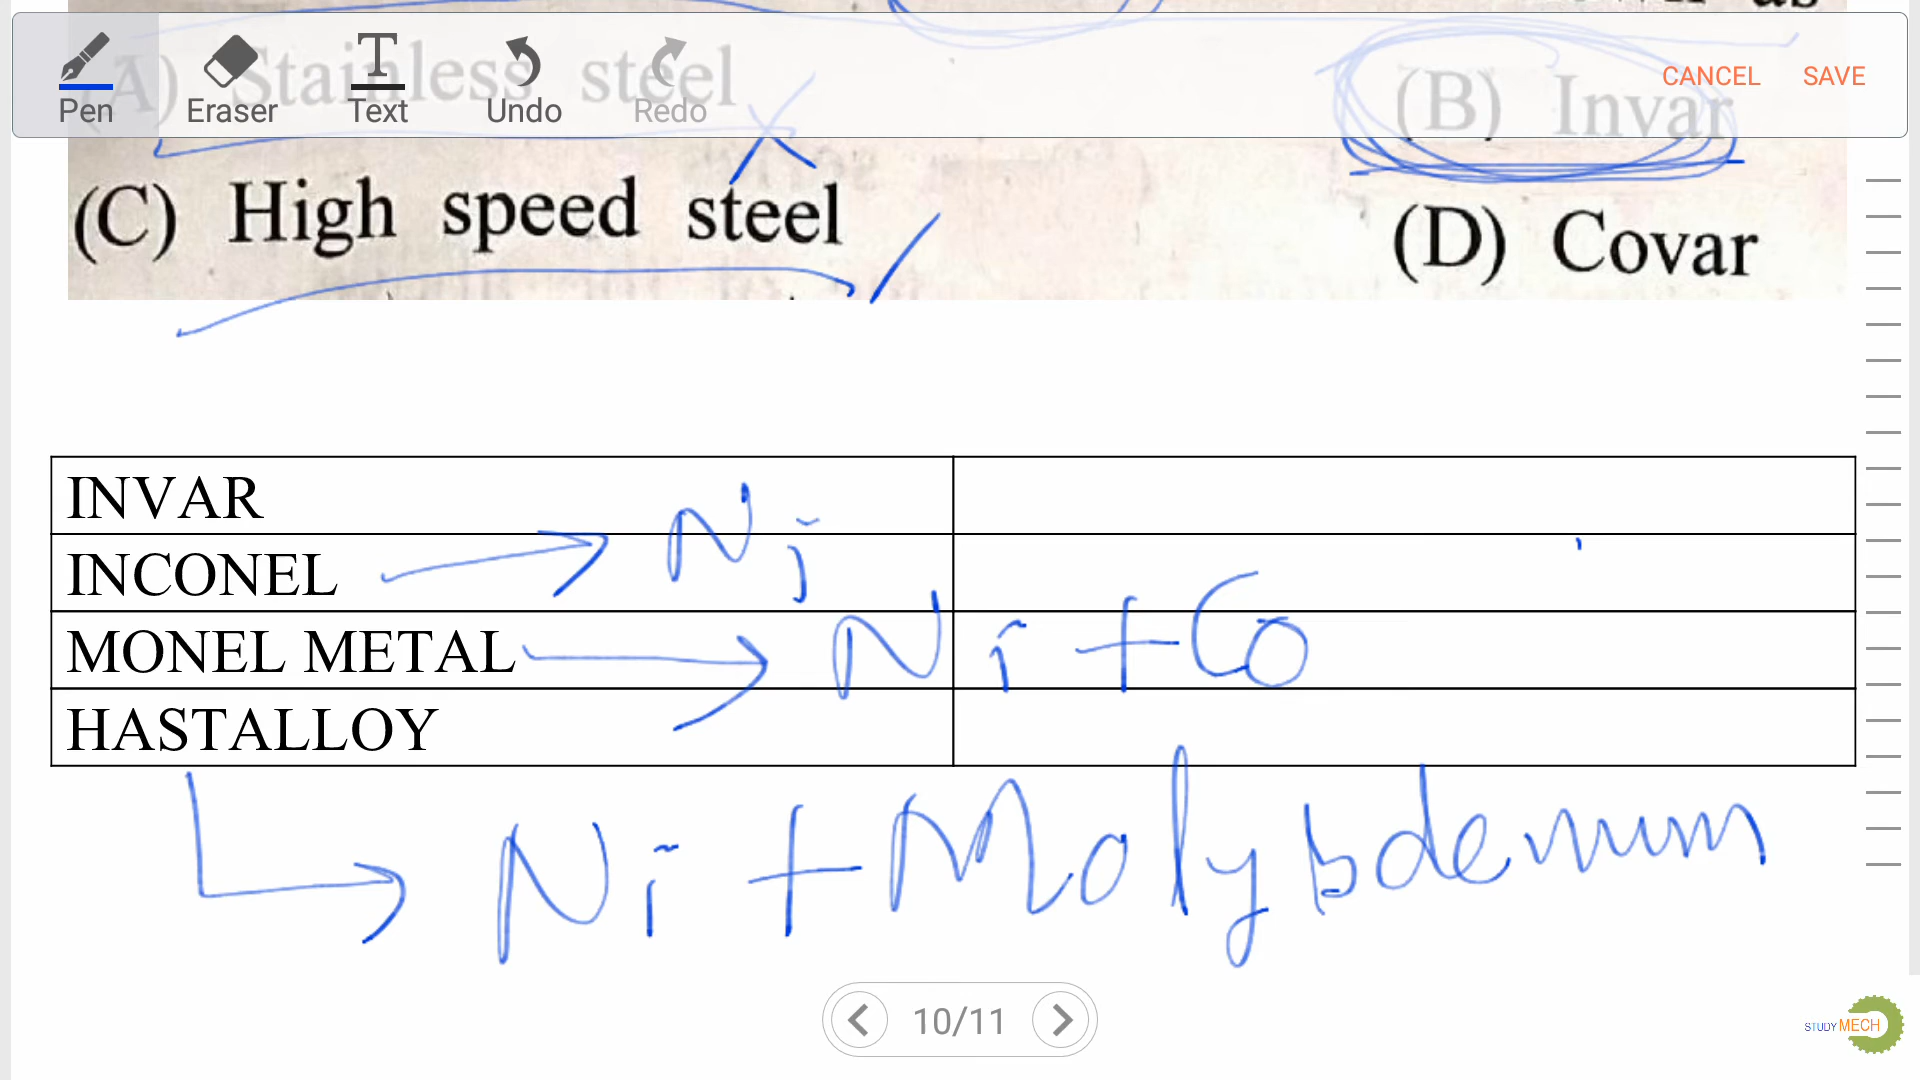 as
(A) Stainless steel
(B) Invar
Pen Eraser Text Undo Redo CANCEL SAVE
(C) High speed steel
(D) Covar
INVAR
INCONEL Ni
MONEL METAL Ni + Co
HASTALLOY
Ni + Molybdenum
10/11
STUDY MECH